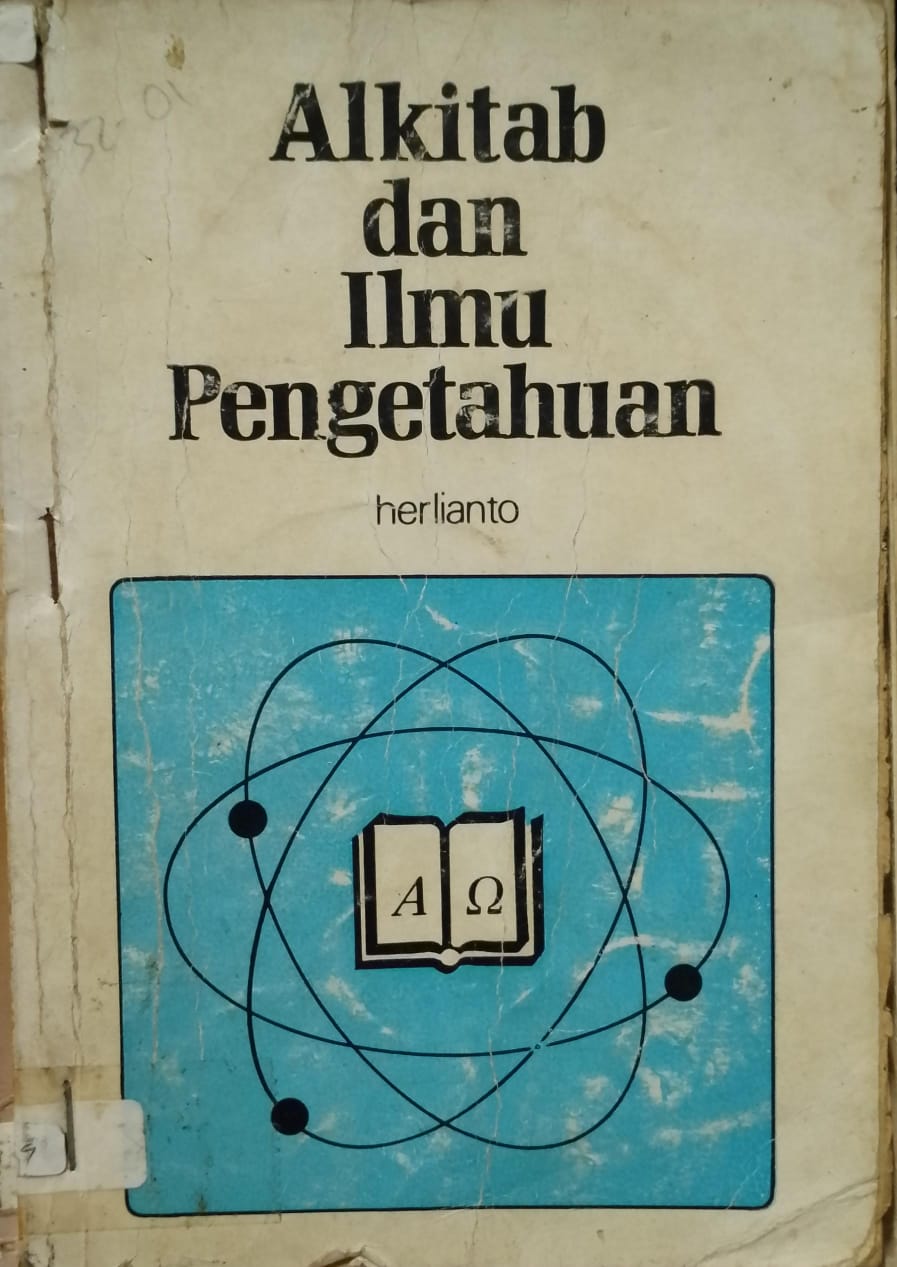 Alkitab
dan
Ilmu
Pengetahuan
herlianto
A Ω